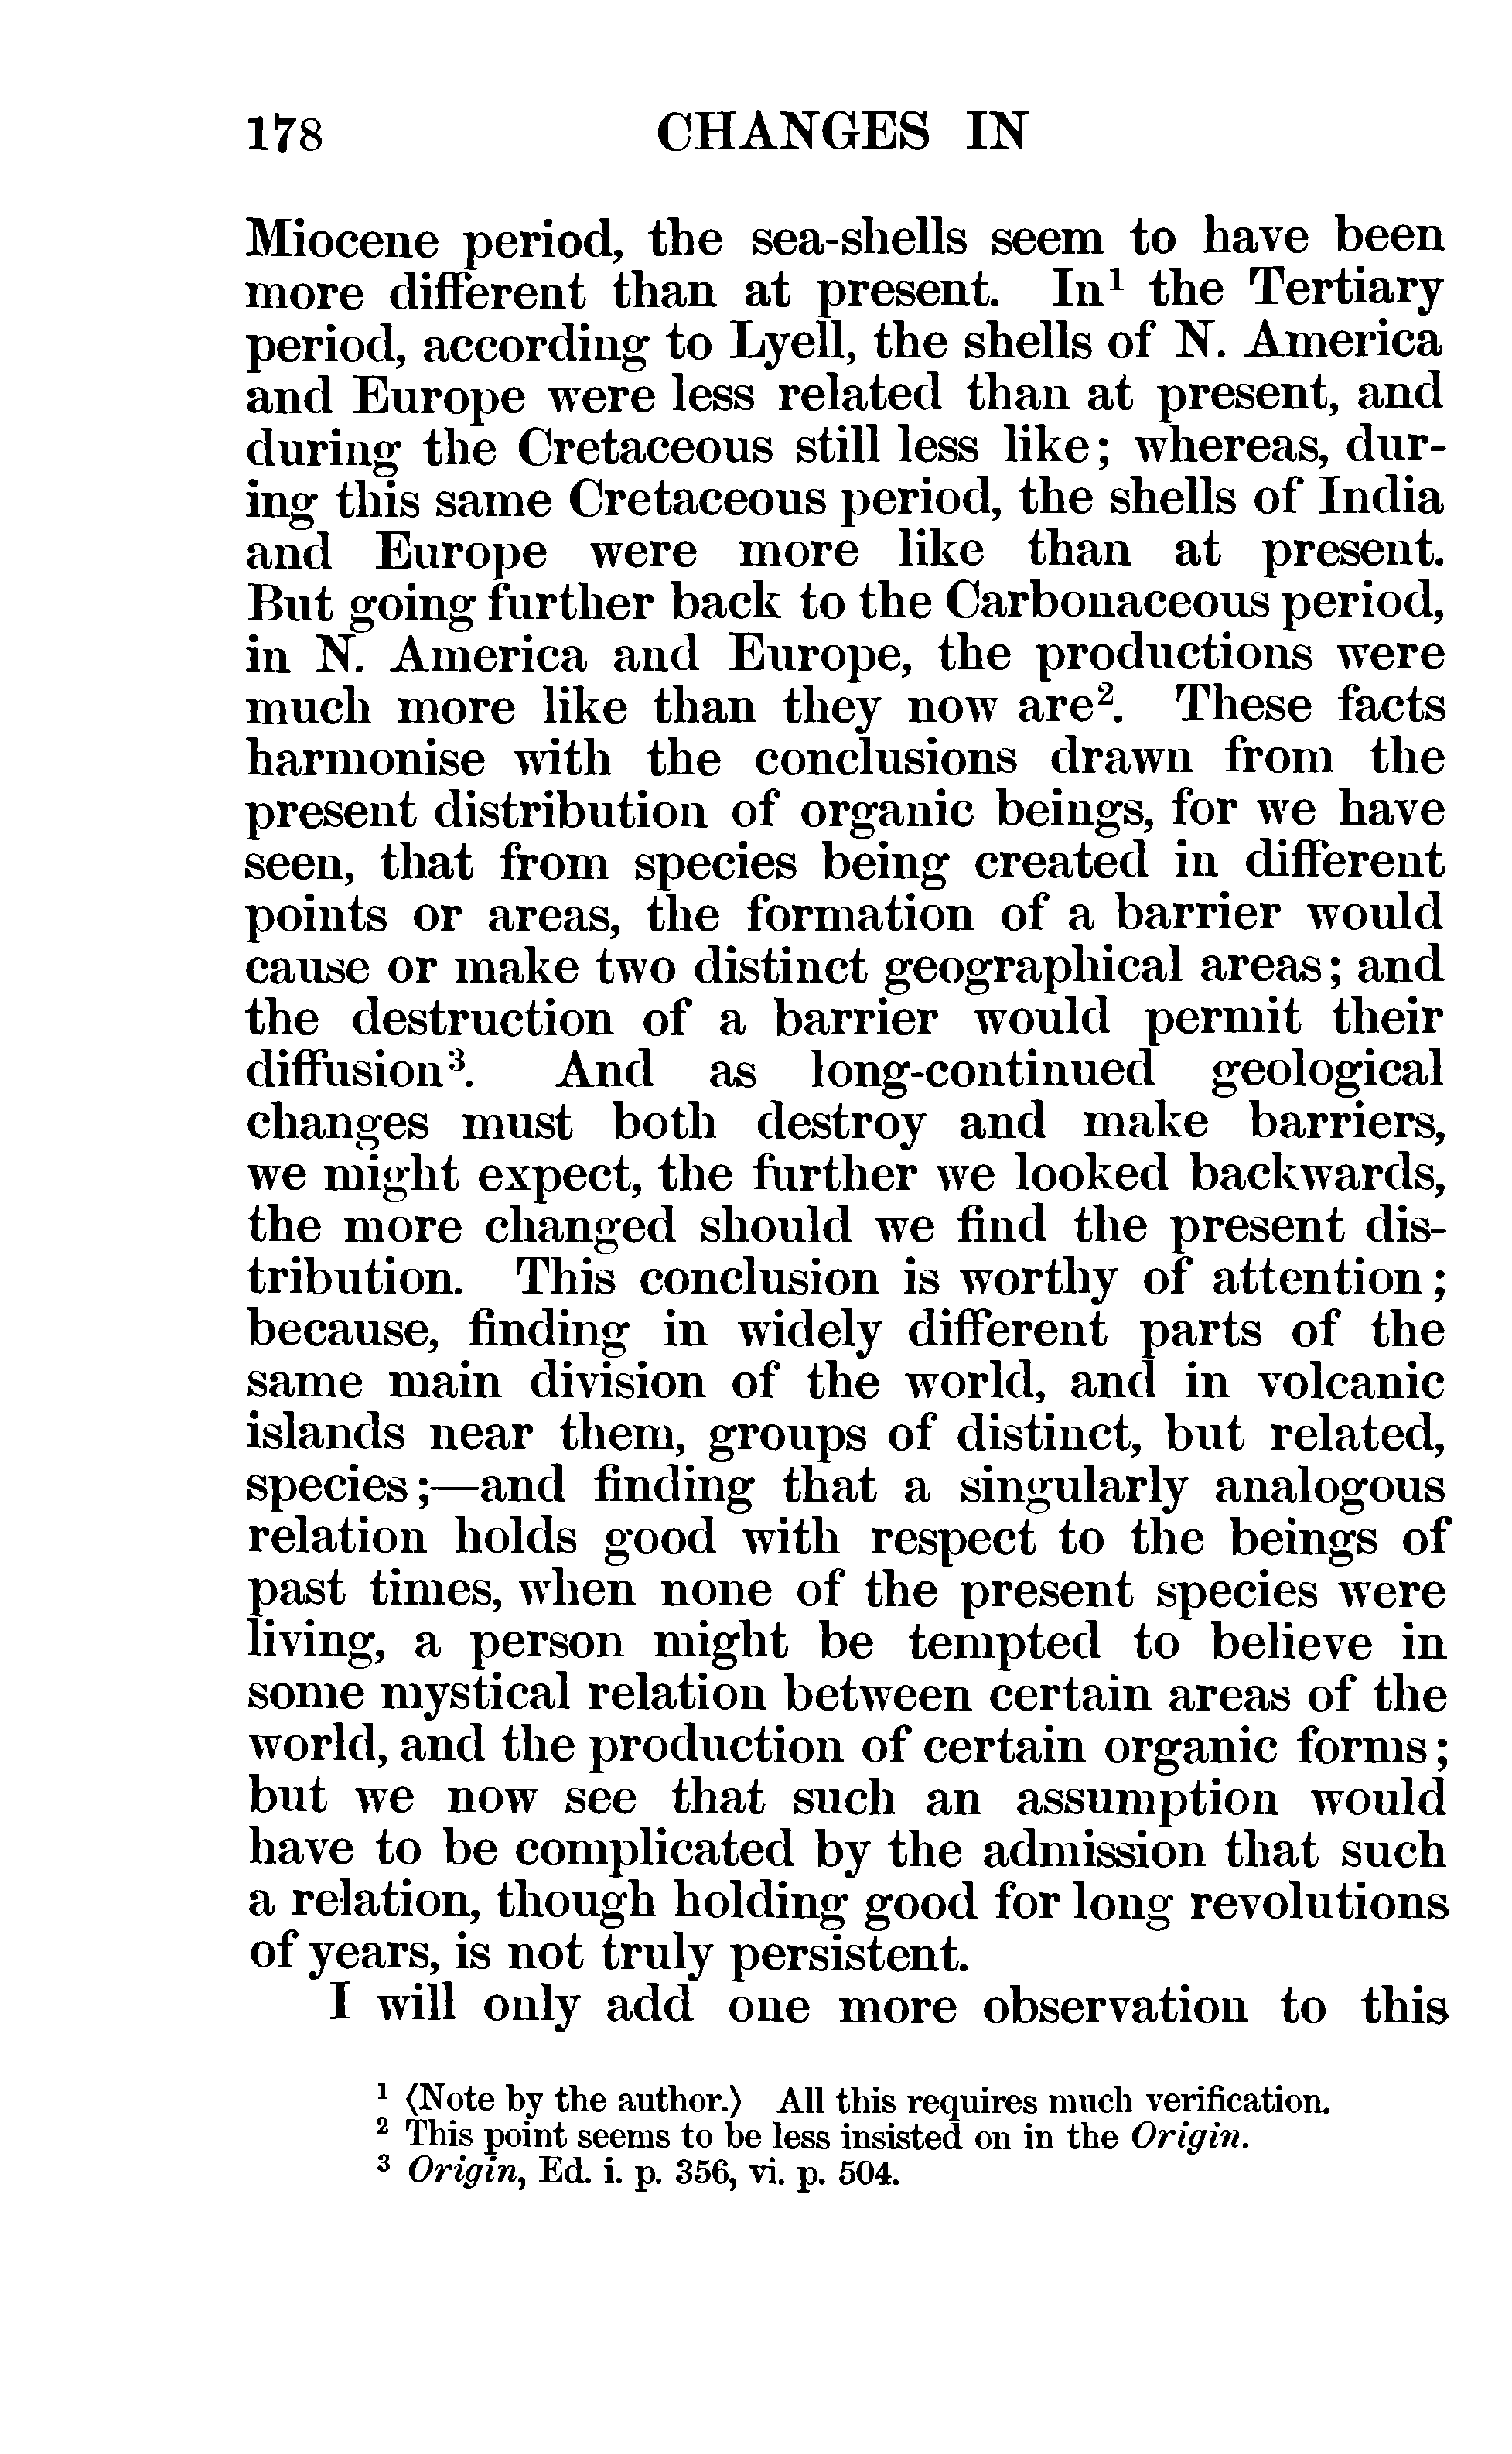 178 CHANGES IN
Miocene period, the sea-shells seem to have been
more different than at present. In¹ the Tertiary
period, according to Lyell, the shells of N. America
and Europe were less related than at present, and
during the Cretaceous still less like; whereas, dur-
ing this same Cretaceous period, the shells of India
and Europe were more like than at present.
But going further back to the Carbonaceous period,
in N. America and Europe, the productions were
much more like than they now are². These facts
harmonise with the conclusions drawn from the
present distribution of organic beings, for we have
seen, that from species being created in different
points or areas, the formation of a barrier would
cause or make two distinct geographical areas; and
the destruction of a barrier would permit their
diffusion³. And as long-continued geological
changes must both destroy and make barriers,
we might expect, the further we looked backwards,
the more changed should we find the present dis-
tribution. This conclusion is worthy of attention;
because, finding in widely different parts of the
same main division of the world, and in volcanic
islands near them, groups of distinct, but related,
species;—and finding that a singularly analogous
relation holds good with respect to the beings of
past times, when none of the present species were
living, a person might be tempted to believe in
some mystical relation between certain areas of the
world, and the production of certain organic forms;
but we now see that such an assumption would
have to be complicated by the admission that such
a relation, though holding good for long revolutions
of years, is not truly persistent.
I will only add one more observation to this
¹ ⟨Note by the author.⟩ All this requires much verification.
² This point seems to be less insisted on in the Origin.
³ Origin, Ed. i. p. 356, vi. p. 504.